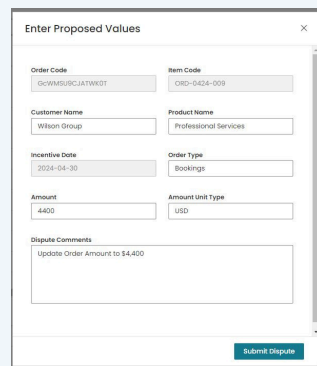 Enter Proposed Values
Order Code Item Code
GcWMSU9CJATWK0T ORD-0424-009
Customer Name Product Name
Wilson Group Professional Services
Incentive Date Order Type
2024-04-30 Bookings
Amount Amount Unit Type
4400 USD
Dispute Comments
Update Order Amount to $4,400
Submit Dispute